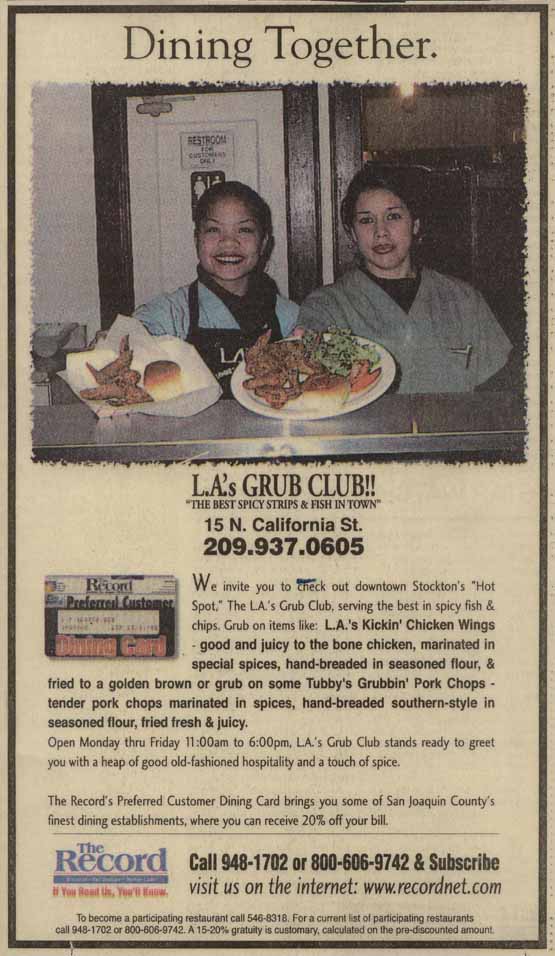 Dining Together.
RESTROOM
FOR
CUSTOMERS
ONLY
LA
L.A.'s GRUB CLUB!!
"THE BEST SPICY STRIPS & FISH IN TOWN"
15 N. California St.
209.937.0605
The
Record
Preferred Customer
Dining Card
We invite you to check out downtown Stockton's "Hot
Spot," The L.A.'s Grub Club, serving the best in spicy fish &
chips. Grub on items like: L.A.'s Kickin' Chicken Wings
- good and juicy to the bone chicken, marinated in
special spices, hand-breaded in seasoned flour, &
fried to a golden brown or grub on some Tubby's Grubbin' Pork Chops -
tender pork chops marinated in spices, hand-breaded southern-style in
seasoned flour, fried fresh & juicy.
Open Monday thru Friday 11:00am to 6:00pm, L.A.'s Grub Club stands ready to greet
you with a heap of good old-fashioned hospitality and a touch of spice.
The Record's Preferred Customer Dining Card brings you some of San Joaquin County's
finest dining establishments, where you can receive 20% off your bill.
The
Record
If You Read Us, You'll Know.
Call 948-1702 or 800-606-9742 & Subscribe
visit us on the internet: www.recordnet.com
To become a participating restaurant call 546-8318. For a current list of participating restaurants
call 948-1702 or 800-606-9742. A 15-20% gratuity is customary, calculated on the pre-discounted amount.